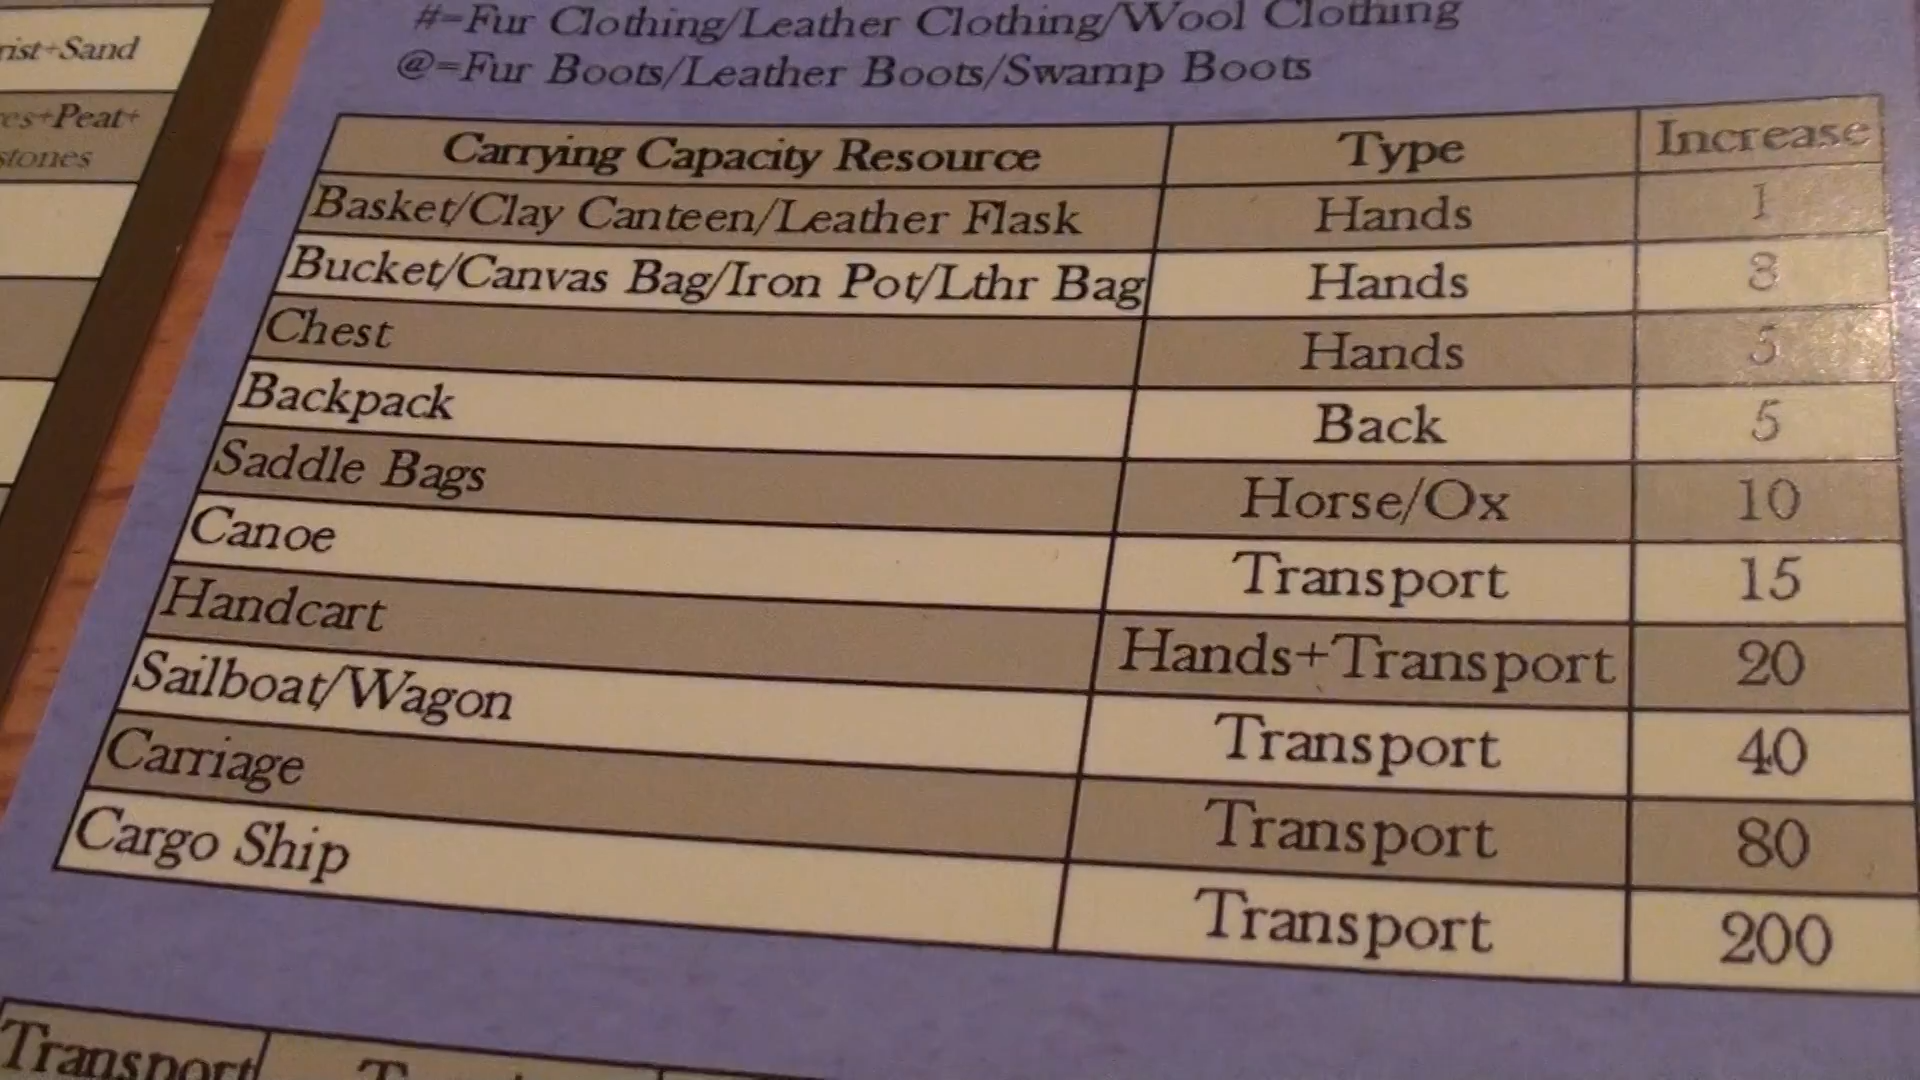 #=Fur Clothing/Leather Clothing/Wool Clothing
@=Fur Boots/Leather Boots/Swamp Boots
rist+Sand
es+Peat+
stones
Carrying Capacity Resource Type Increase
Basket/Clay Canteen/Leather Flask Hands 1
Bucket/Canvas Bag/Iron Pot/Lthr Bag Hands 3
Chest Hands 5
Backpack Back 5
Saddle Bags Horse/Ox 10
Canoe Transport 15
Handcart Hands+Transport 20
Sailboat/Wagon Transport 40
Carriage Transport 80
Cargo Ship Transport 200
Transport